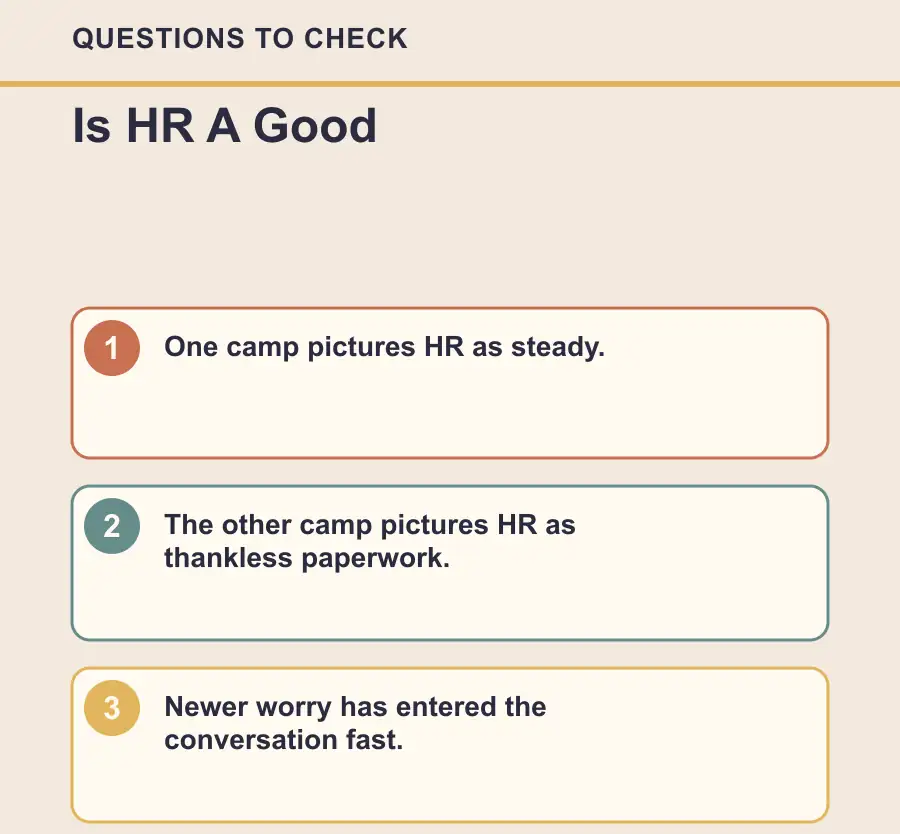 QUESTIONS TO CHECK
Is HR A Good
1
One camp pictures HR as steady.
2
The other camp pictures HR as
thankless paperwork.
3
Newer worry has entered the
conversation fast.